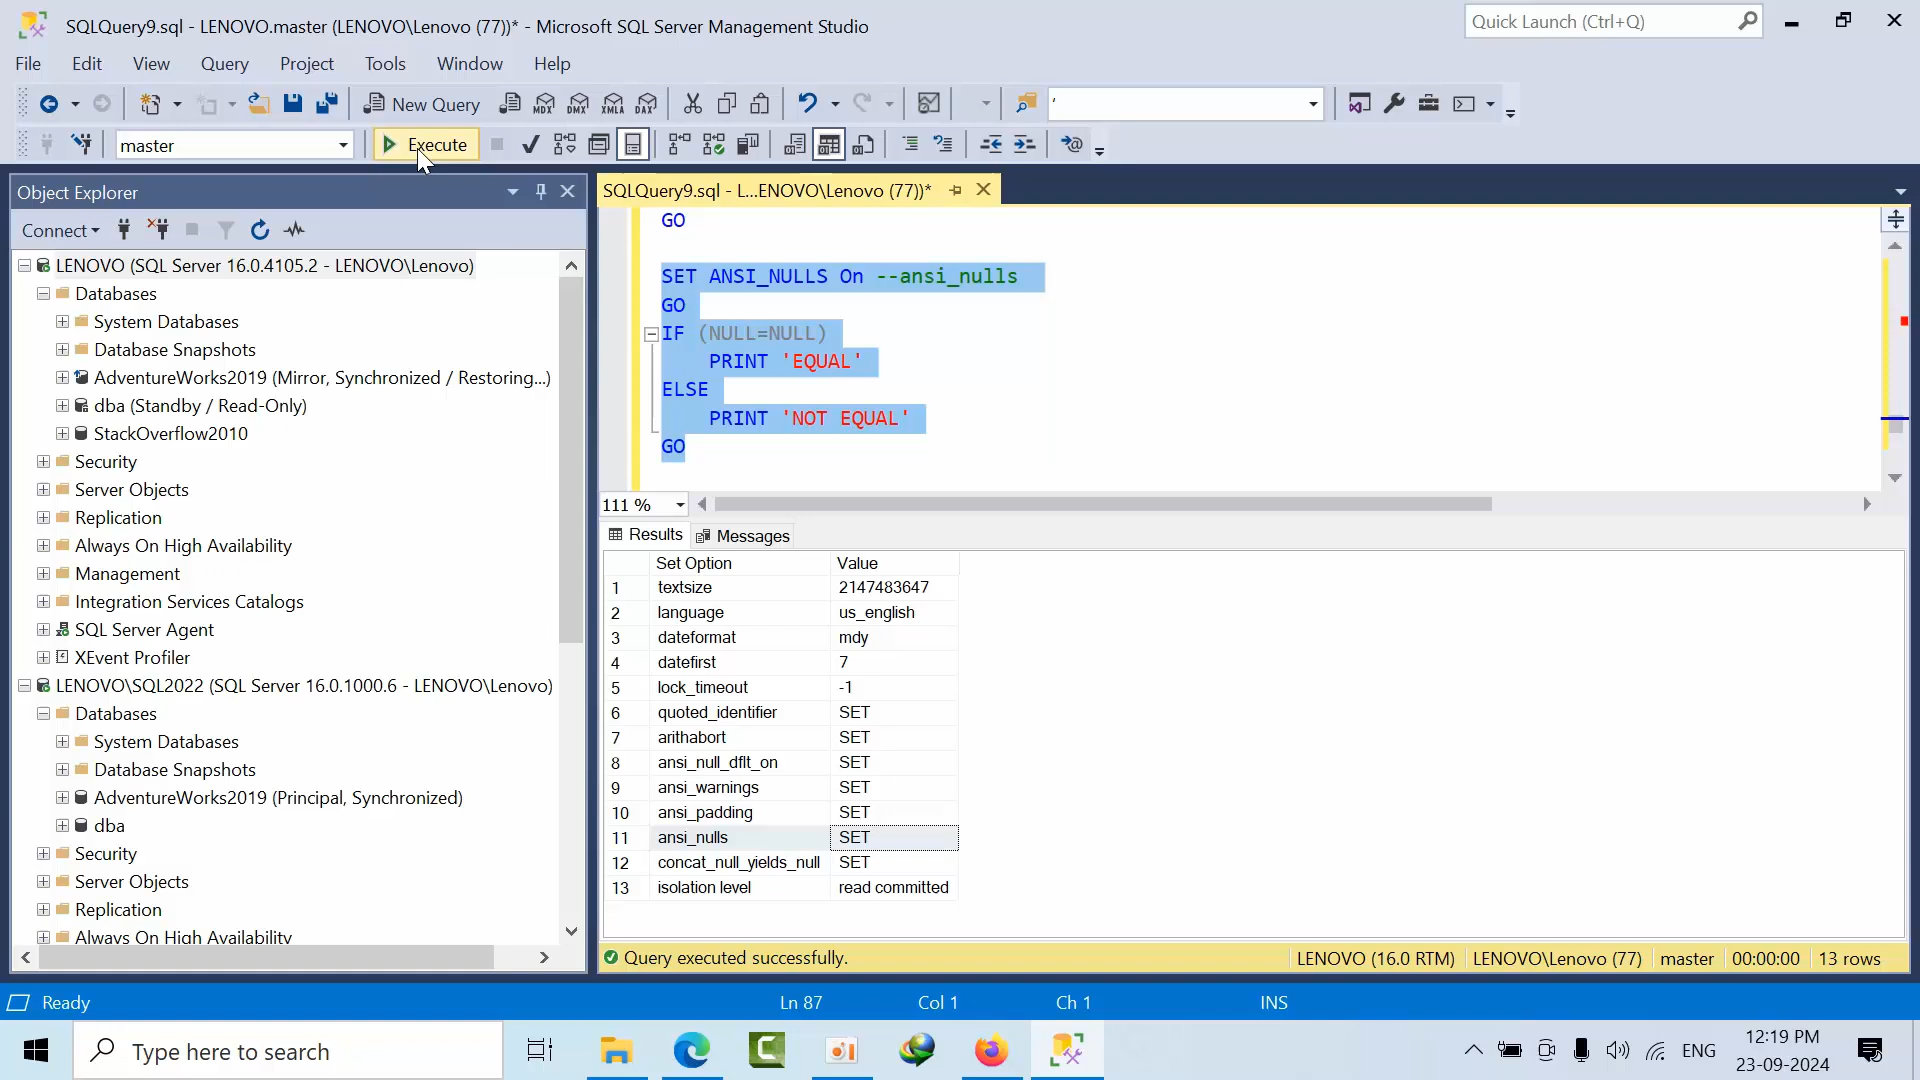 SQLQuery9.sql - LENOVO.master (LENOVO\Lenovo (77))* - Microsoft SQL Server Management Studio
Quick Launch (Ctrl+Q)
File Edit View Query Project Tools Window Help
New Query MDX DMX XMLA DAX '
master Execute
Object Explorer
Connect
LENOVO (SQL Server 16.0.4105.2 - LENOVO\Lenovo)
Databases
System Databases
Database Snapshots
AdventureWorks2019 (Mirror, Synchronized / Restoring...)
dba (Standby / Read-Only)
StackOverflow2010
Security
Server Objects
Replication
Always On High Availability
Management
Integration Services Catalogs
SQL Server Agent
XEvent Profiler
LENOVO\SQL2022 (SQL Server 16.0.1000.6 - LENOVO\Lenovo)
Databases
System Databases
Database Snapshots
AdventureWorks2019 (Principal, Synchronized)
dba
Security
Server Objects
Replication
Always On High Availability
SQLQuery9.sql - L...ENOVO\Lenovo (77))*
GO
SET ANSI_NULLS On --ansi_nulls
GO
IF (NULL=NULL)
PRINT 'EQUAL'
ELSE
PRINT 'NOT EQUAL'
GO
111 %
Results Messages
Set Option Value
1 textsize 2147483647
2 language us_english
3 dateformat mdy
4 datefirst 7
5 lock_timeout -1
6 quoted_identifier SET
7 arithabort SET
8 ansi_null_dflt_on SET
9 ansi_warnings SET
10 ansi_padding SET
11 ansi_nulls SET
12 concat_null_yields_null SET
13 isolation level read committed
Query executed successfully. LENOVO (16.0 RTM) LENOVO\Lenovo (77) master 00:00:00 13 rows
Ready Ln 87 Col 1 Ch 1 INS
Type here to search
ENG
12:19 PM
23-09-2024